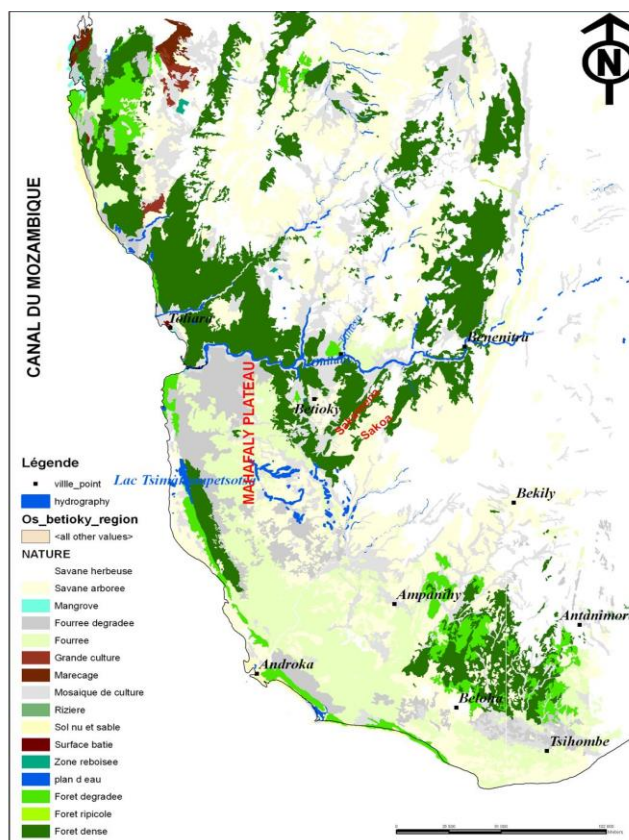 N
CANAL DU MOZAMBIQUE
Toliara
Benenitra
Betioky
Sakoa
MAHAFALY PLATEAU
Bekily
Ampanihy
Androka
Beloha
Tsihombe
Légende
villle_point
hydrography
Os_betioky_region
<all other values>
NATURE
Savane herbeuse
Savane arboree
Mangrove
Fourree degradee
Fourree
Grande culture
Marecage
Mosaique de culture
Riziere
Sol nu et sable
Surface batie
Zone reboisee
plan d eau
Foret degradee
Foret ripicole
Foret dense